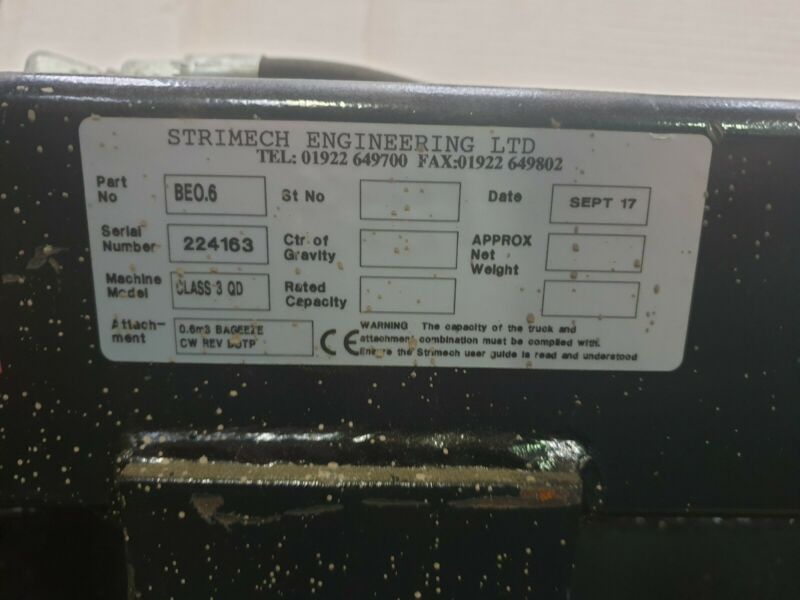 STRIMECH ENGINEERING LTD
TEL: 01922 649700 FAX:01922 649802
Part No BEO.6 St No Date SEPT 17
Serial Number 224163 Ctr of Gravity APPROX Net Weight
Machine Model CLASS 3 QD Rated Capacity
Attach-ment 0.6m3 BAGEEZE CW REV
CE WARNING The capacity of the truck and
attachment combination must be complied with.
Ensure the Strimech user guide is read and understood